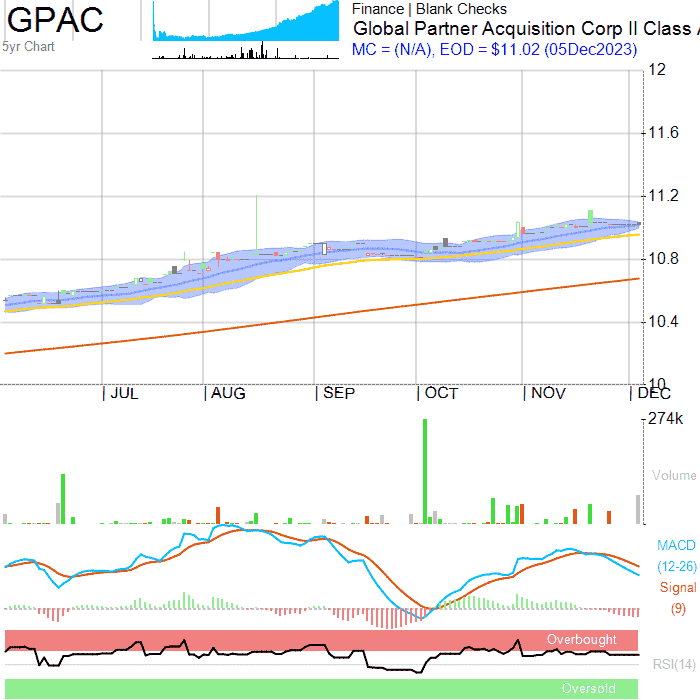 GPAC
5yr Chart
Finance | Blank Checks
Global Partner Acquisition Corp II Class A
MC = (N/A), EOD = $11.02 (05Dec2023)
12
11.6
11.2
10.8
10.4
10
JUL
AUG
SEP
OCT
NOV
DEC
274k
Volume
MACD
(12-26)
Signal
(9)
Overbought
RSI(14)
Oversold